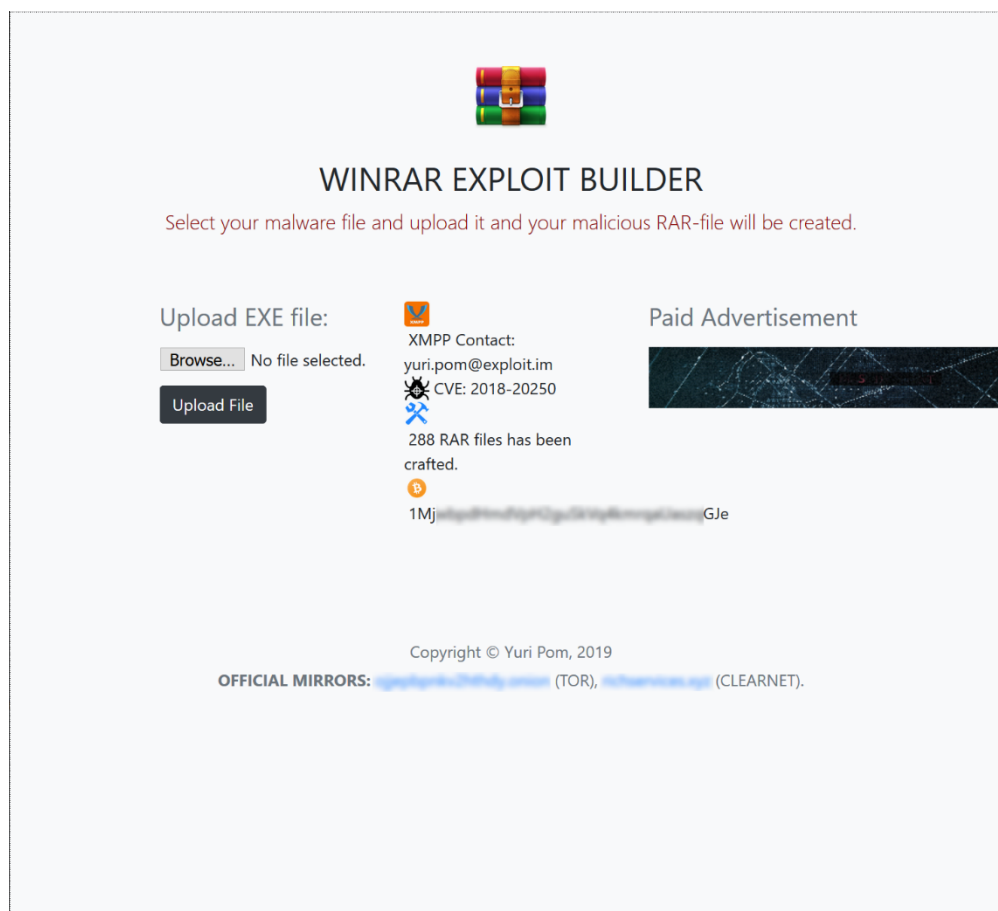 WINRAR EXPLOIT BUILDER
Select your malware file and upload it and your malicious RAR-file will be created.
Upload EXE file:
Browse... No file selected.
Upload File
XMPP
XMPP Contact:
yuri.pom@exploit.im
CVE: 2018-20250
288 RAR files has been
crafted.
1Mj GJe
Paid Advertisement
Copyright © Yuri Pom, 2019
OFFICIAL MIRRORS: (TOR), (CLEARNET).